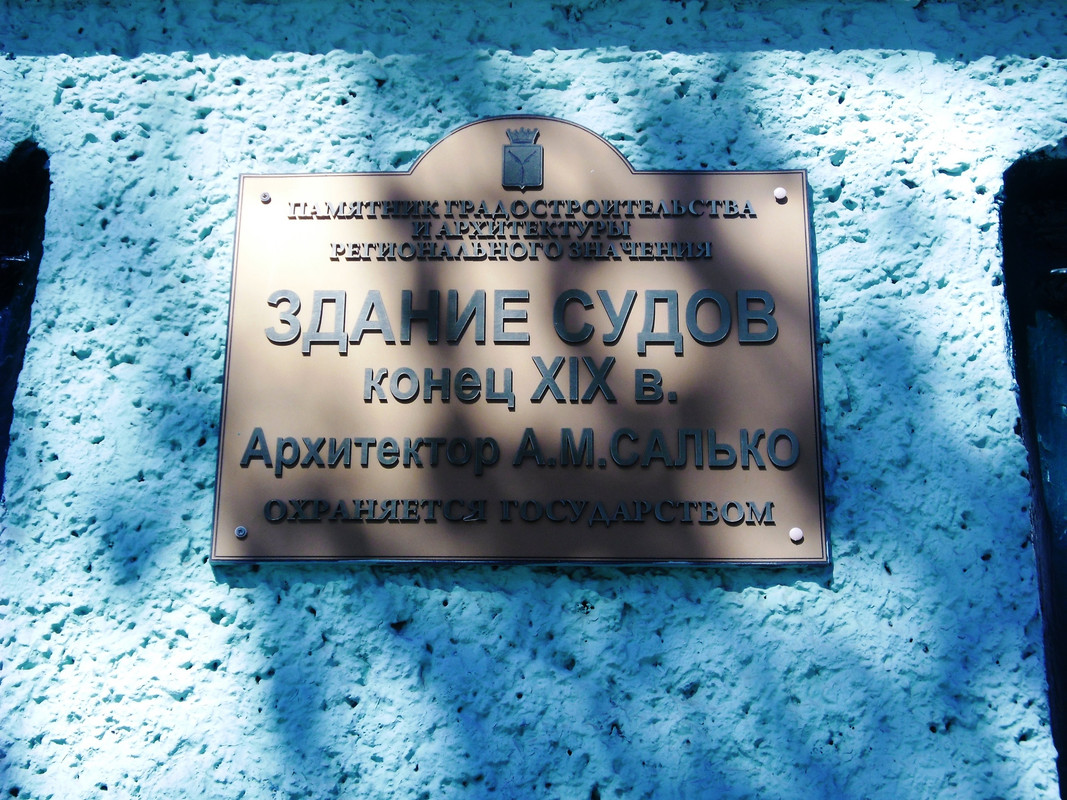 ПАМЯТНИК ГРАДОСТРОИТЕЛЬСТВА
И АРХИТЕКТУРЫ
РЕГИОНАЛЬНОГО ЗНАЧЕНИЯ
ЗДАНИЕ СУДОВ
конец XIX в.
Архитектор А.М.САЛЬКО
ОХРАНЯЕТСЯ ГОСУДАРСТВОМ